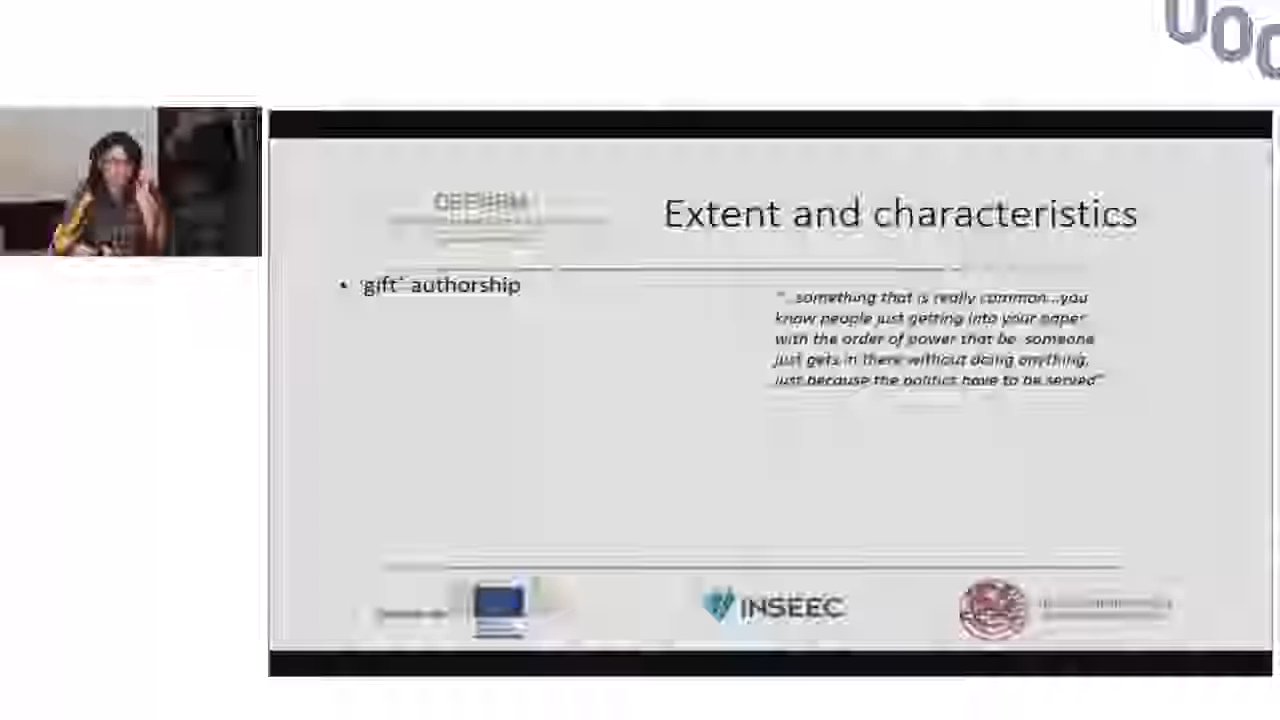 UOC
Extent and characteristics
• 'gift' authorship
"...something that is really common...you
know people just getting into your paper
with the order of power that be someone
just gets in there without doing anything,
just because the politics have to be served"
INSEEC